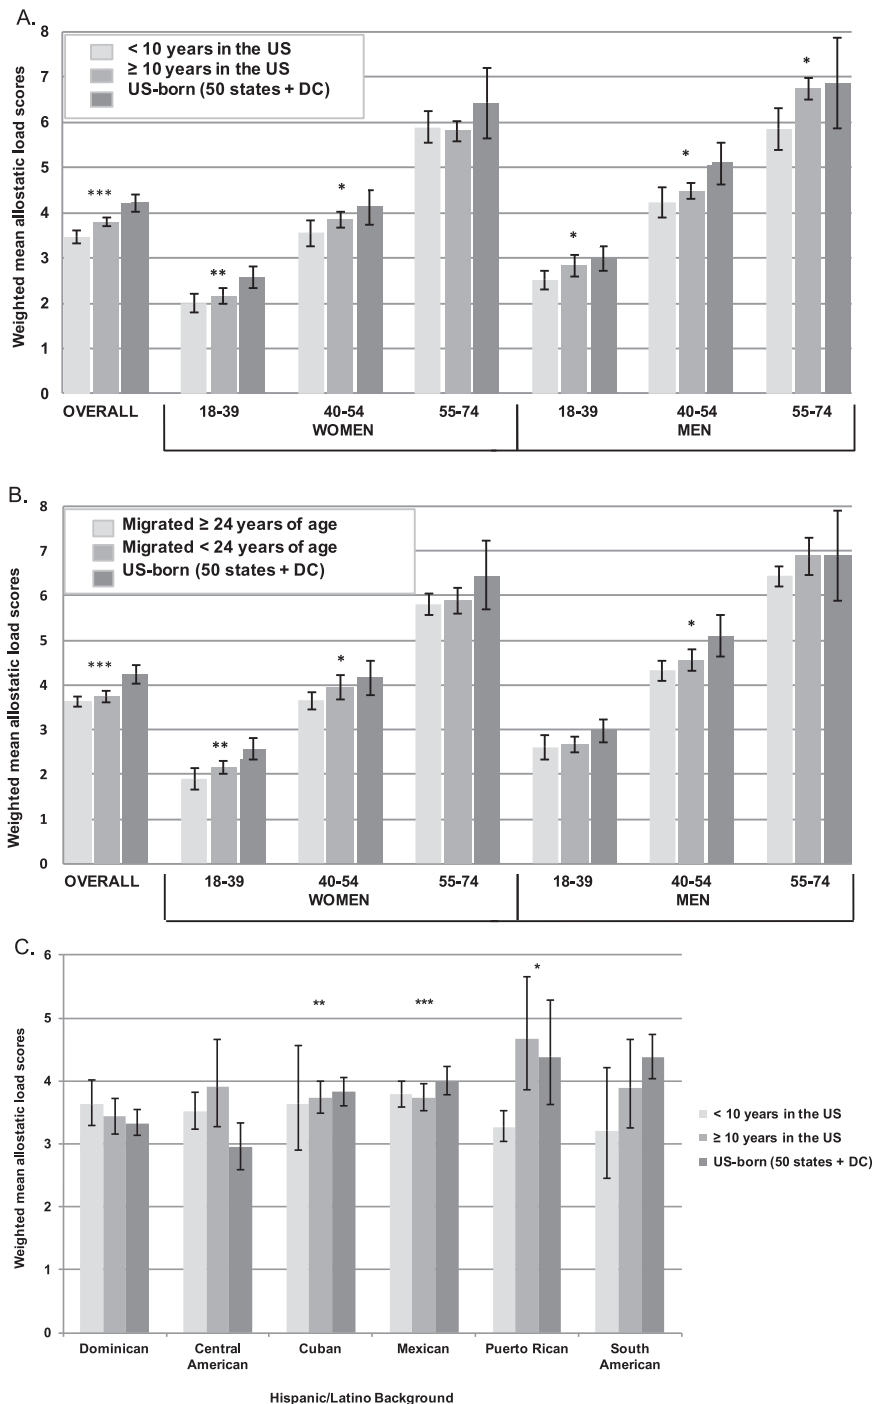 A.
8
7
6
5
4
3
2
1
0
Weighted mean allostatic load scores
< 10 years in the US
≥ 10 years in the US
US-born (50 states + DC)
***
**
*
*
*
*
OVERALL 18-39 40-54 55-74 18-39 40-54 55-74
WOMEN MEN
B.
8
7
6
5
4
3
2
1
0
Weighted mean allostatic load scores
Migrated ≥ 24 years of age
Migrated < 24 years of age
US-born (50 states + DC)
***
**
*
*
OVERALL 18-39 40-54 55-74 18-39 40-54 55-74
WOMEN MEN
C.
6
5
4
3
2
1
0
Weighted mean allostatic load scores
**
***
*
< 10 years in the US
≥ 10 years in the US
US-born (50 states + DC)
Dominican Central Cuban Mexican Puerto Rican South
American American
Hispanic/Latino Background